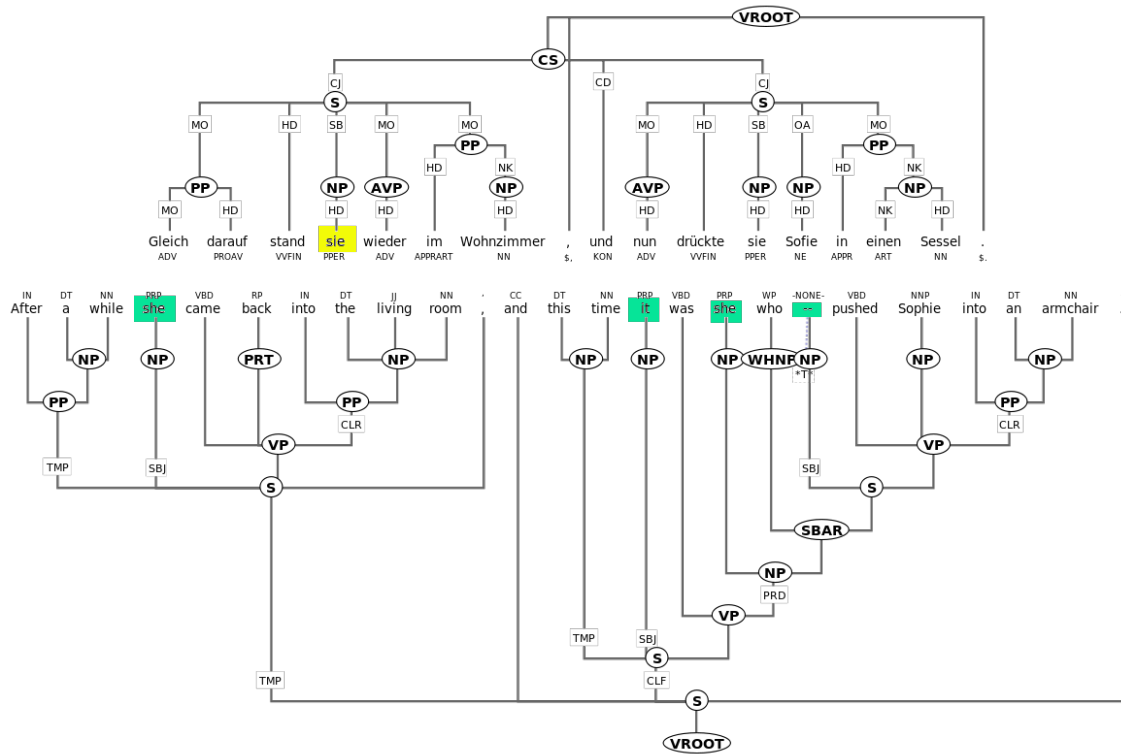 VROOT
CS
CJ CD CJ
S S
MO HD SB MO MO MO HD SB OA MO
PP PP
HD NK HD NK
PP NP AVP NP AVP NP NP NP
MO HD HD HD HD HD HD HD NK HD
Gleich darauf stand sie wieder im Wohnzimmer , und nun drückte sie Sofie in einen Sessel .
ADV PROAV VVFIN PPER ADV APPRART NN $, KON ADV VVFIN PPER NE APPR ART NN $.
IN DT NN PRP VBD RP IN DT JJ NN , CC DT NN PRP VBD PRP WP -NONE- VBD NNP IN DT NN
After a while she came back into the living room , and this time it was she who -- pushed Sophie into an armchair .
NP NP PRT NP NP NP NP WHNP NP NP NP
*T*
PP PP PP
CLR CLR
VP VP
TMP SBJ SBJ
S S
SBAR
NP
PRD
VP
TMP SBJ
S
TMP CLF
S
VROOT